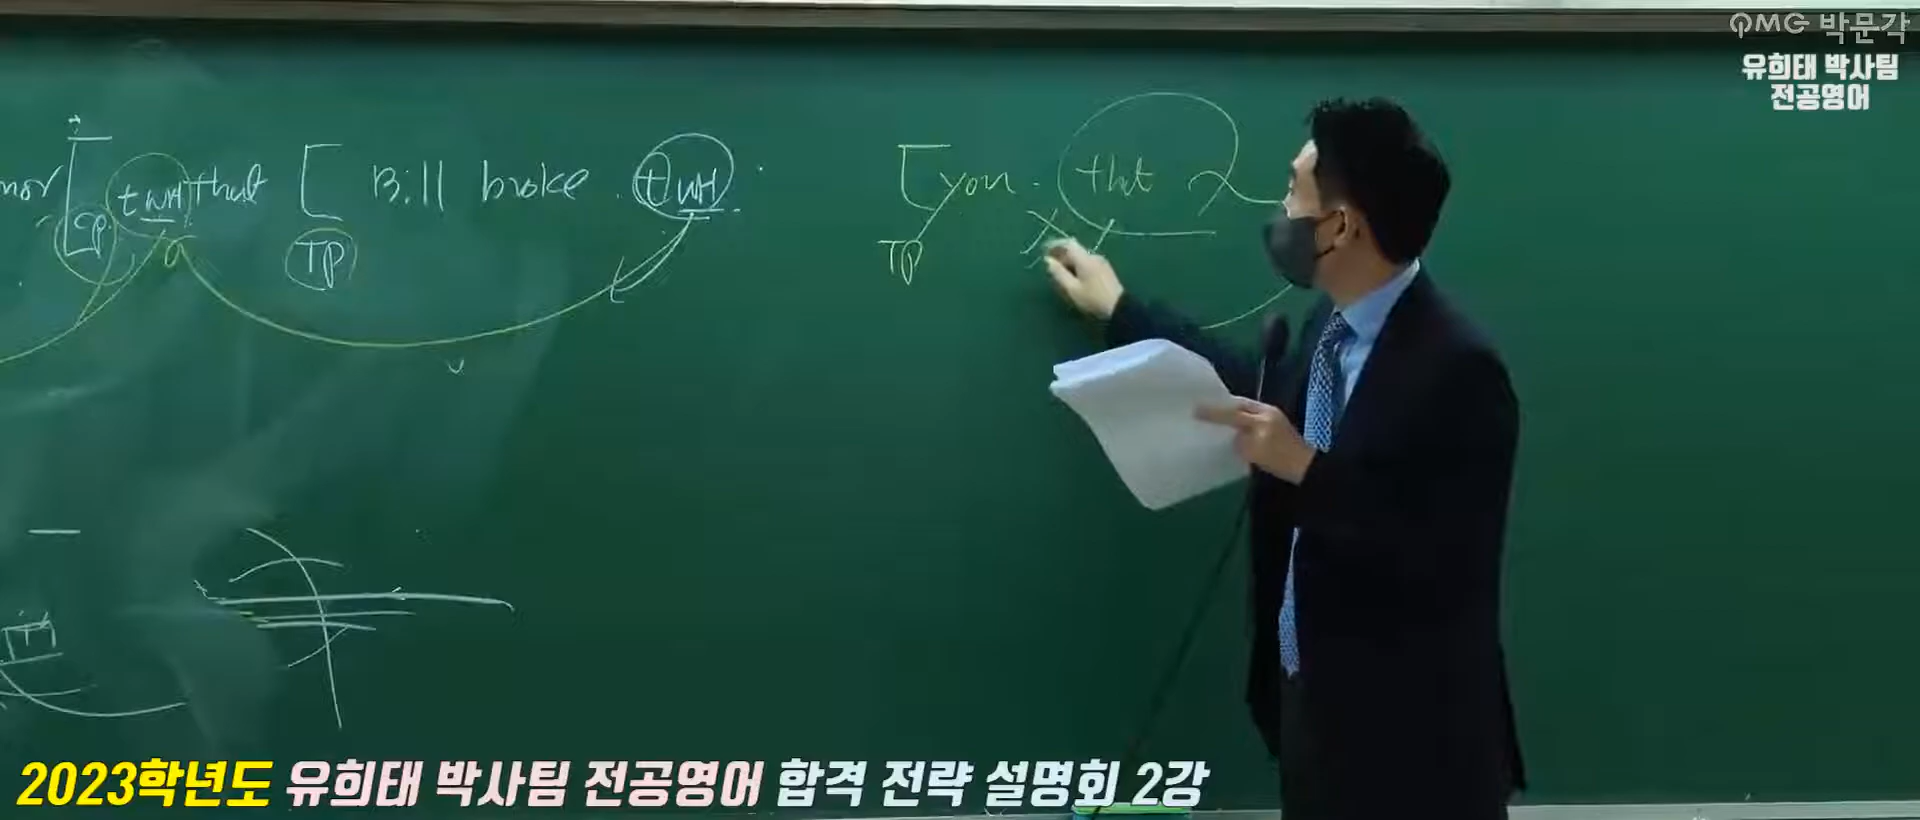 PMG 박문각
유희태 박사팀
전공영어
[ t WH that [ Bill broke t WH .
CP
TP
[ you that
TP
2023학년도 유희태 박사팀 전공영어 합격 전략 설명회 2강